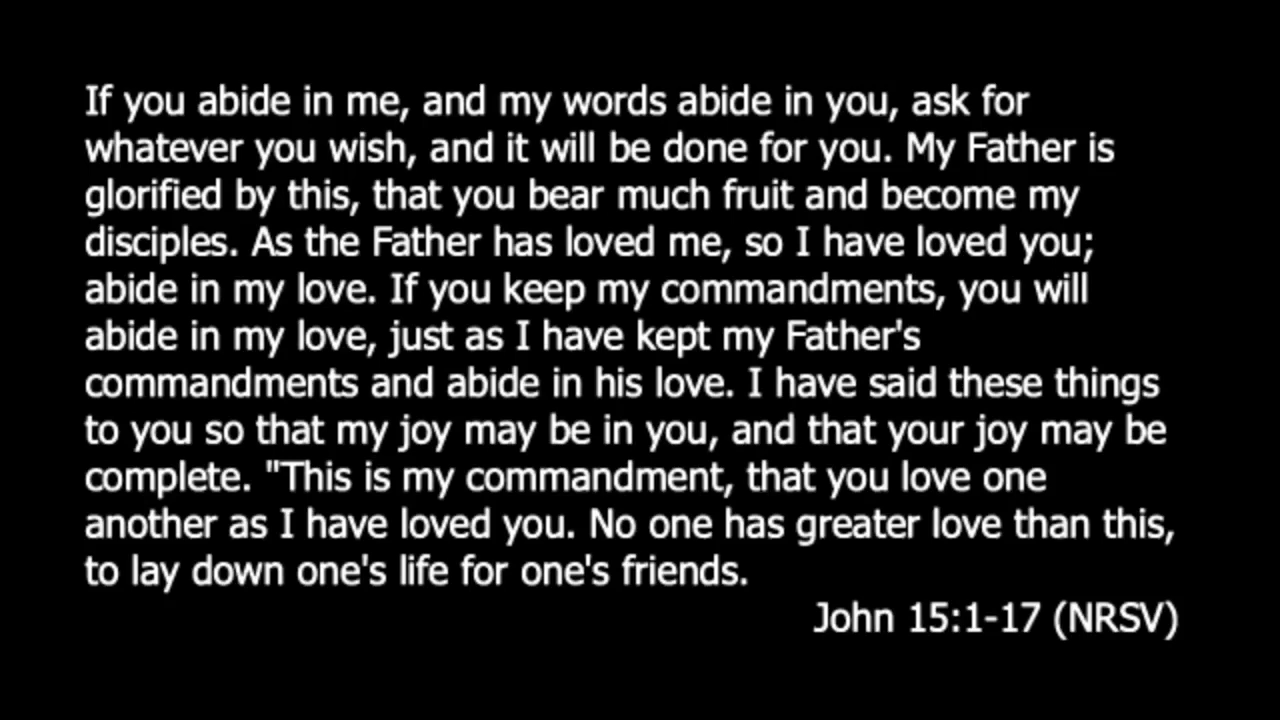 If you abide in me, and my words abide in you, ask for
whatever you wish, and it will be done for you. My Father is
glorified by this, that you bear much fruit and become my
disciples. As the Father has loved me, so I have loved you;
abide in my love. If you keep my commandments, you will
abide in my love, just as I have kept my Father's
commandments and abide in his love. I have said these things
to you so that my joy may be in you, and that your joy may be
complete. "This is my commandment, that you love one
another as I have loved you. No one has greater love than this,
to lay down one's life for one's friends.
John 15:1-17 (NRSV)